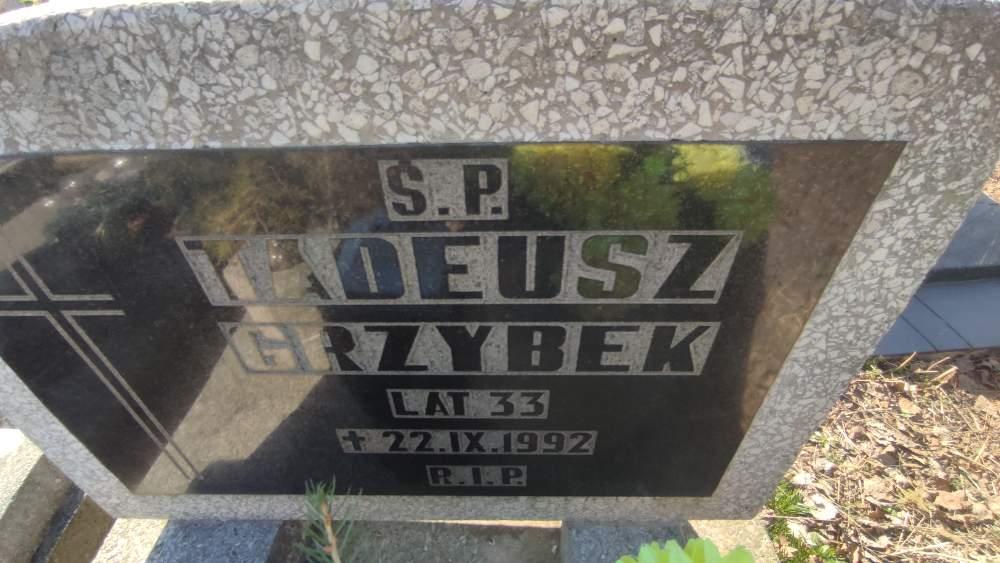 Ś.P.
TADEUSZ
GRZYBEK
LAT 33
✝ 22.IX.1992
R.I.P.